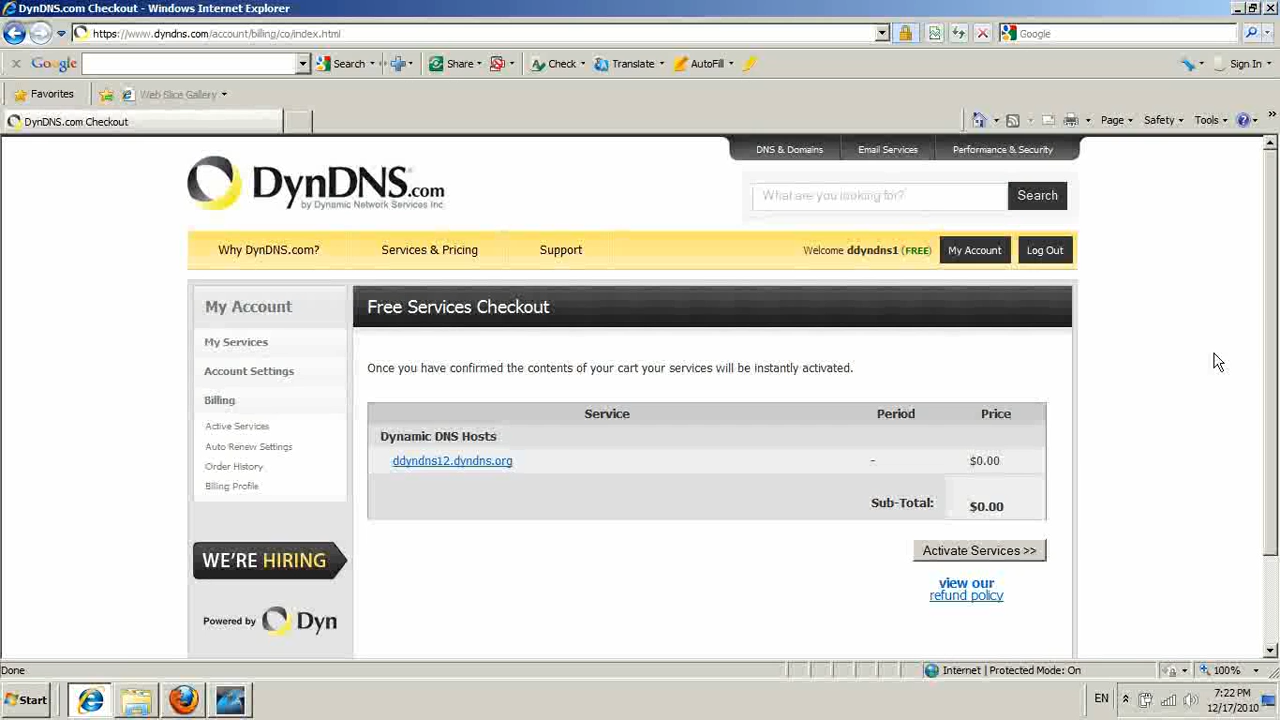 DynDNS.com Checkout - Windows Internet Explorer
https://www.dyndns.com/account/billing/co/index.html
Google
Google
Search
Share
Check
Translate
AutoFill
Sign In
Favorites
Web Slice Gallery
DynDNS.com Checkout
Page
Safety
Tools
DNS & Domains
Email Services
Performance & Security
DynDNS.com
by Dynamic Network Services Inc
What are you looking for?
Search
Why DynDNS.com?
Services & Pricing
Support
Welcome ddyndns1 (FREE)
My Account
Log Out
My Account
My Services
Account Settings
Billing
Active Services
Auto Renew Settings
Order History
Billing Profile
WE'RE HIRING
Powered by Dyn
Free Services Checkout
Once you have confirmed the contents of your cart your services will be instantly activated.
Service Period Price
Dynamic DNS Hosts
ddyndns12.dyndns.org - $0.00
Sub-Total: $0.00
Activate Services >>
view our
refund policy
Done
Internet | Protected Mode: On
100%
Start
EN
7:22 PM
12/17/2010